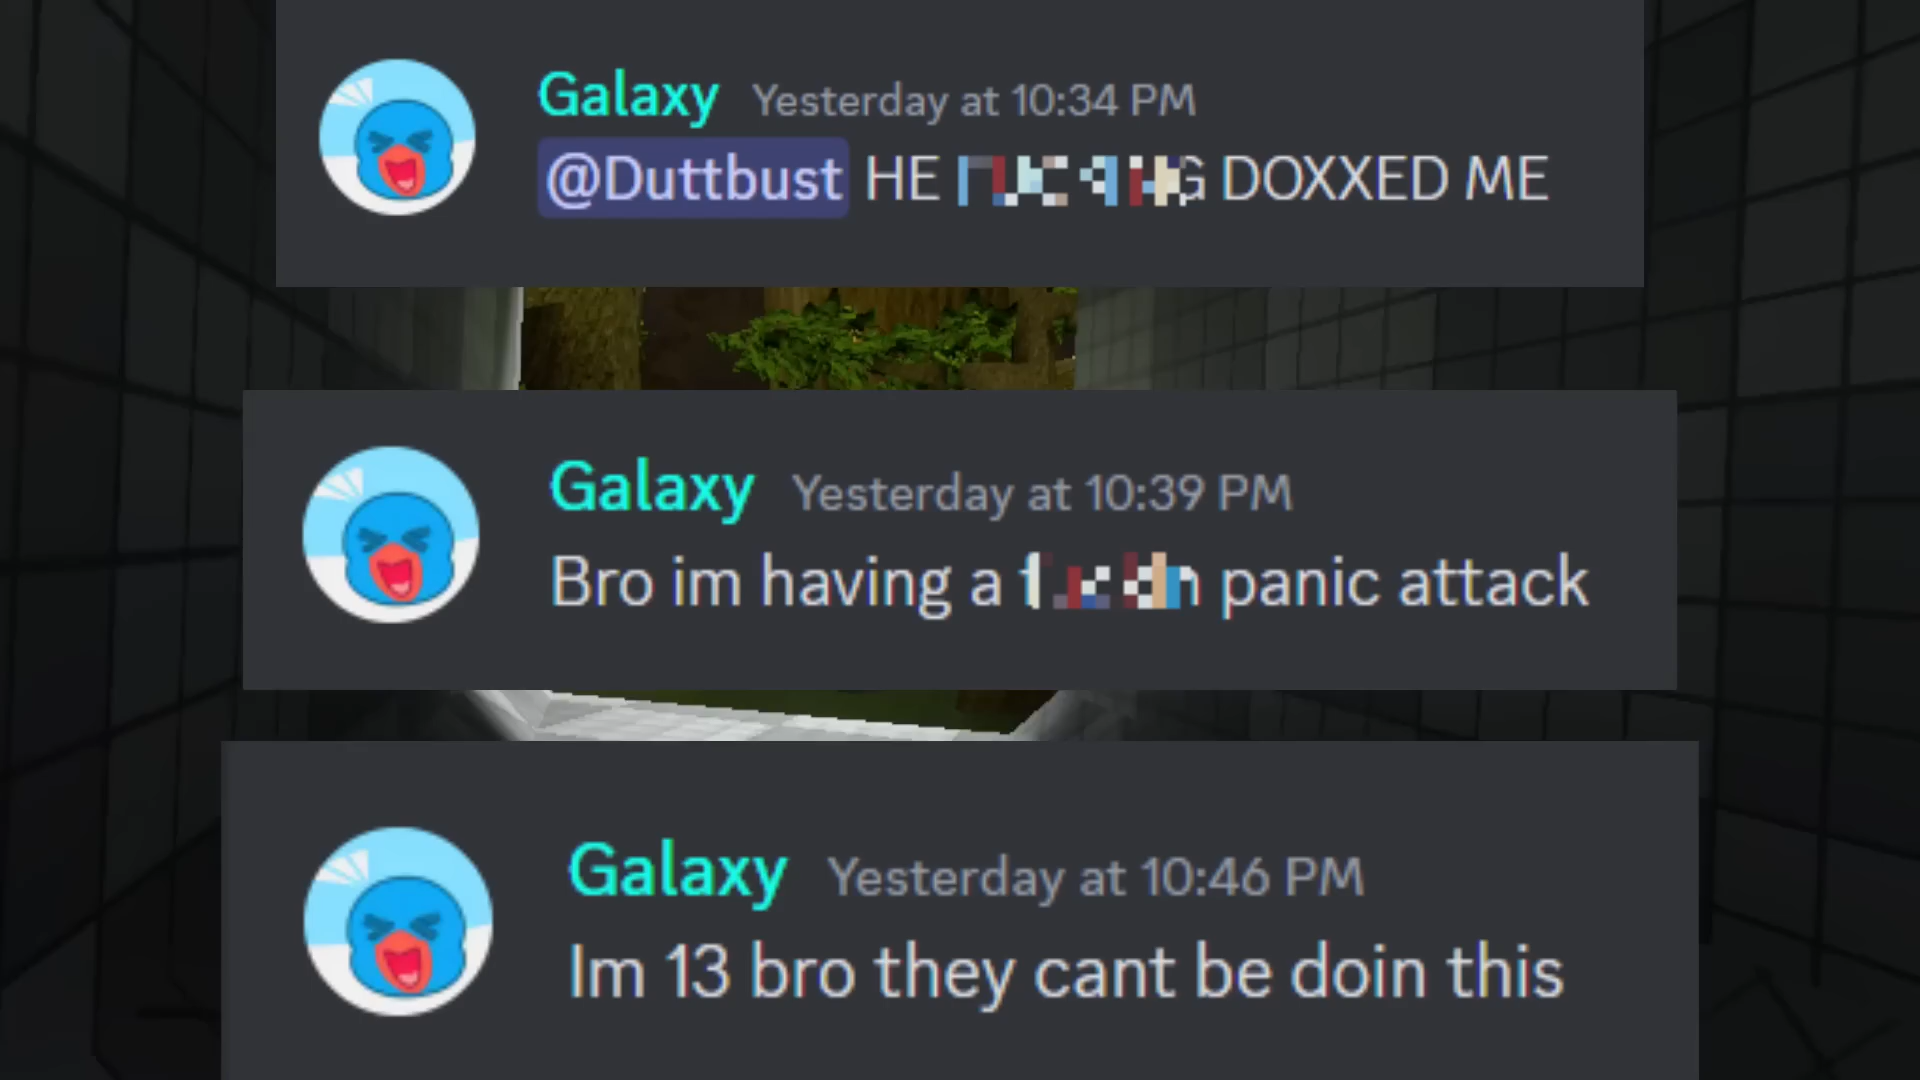 Galaxy Yesterday at 10:34 PM
@Duttbust HE DOXXED ME
Galaxy Yesterday at 10:39 PM
Bro im having a panic attack
Galaxy Yesterday at 10:46 PM
Im 13 bro they cant be doin this